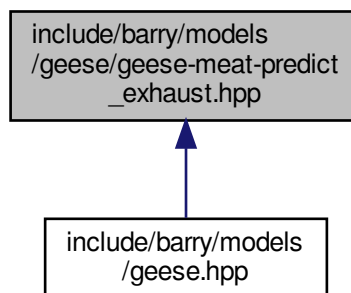 include/barry/models
/geese/geese-meat-predict
_exhaust.hpp
include/barry/models
/geese.hpp